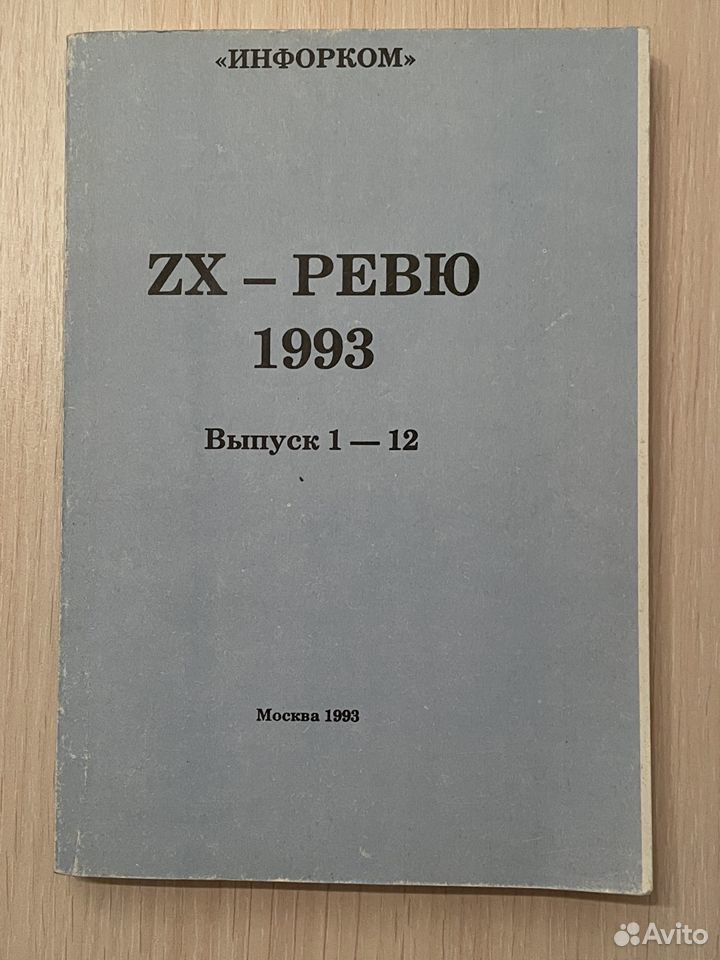 «ИНФОРКОМ»
ZX – РЕВЮ
1993
Выпуск 1 — 12
Москва 1993
Avito